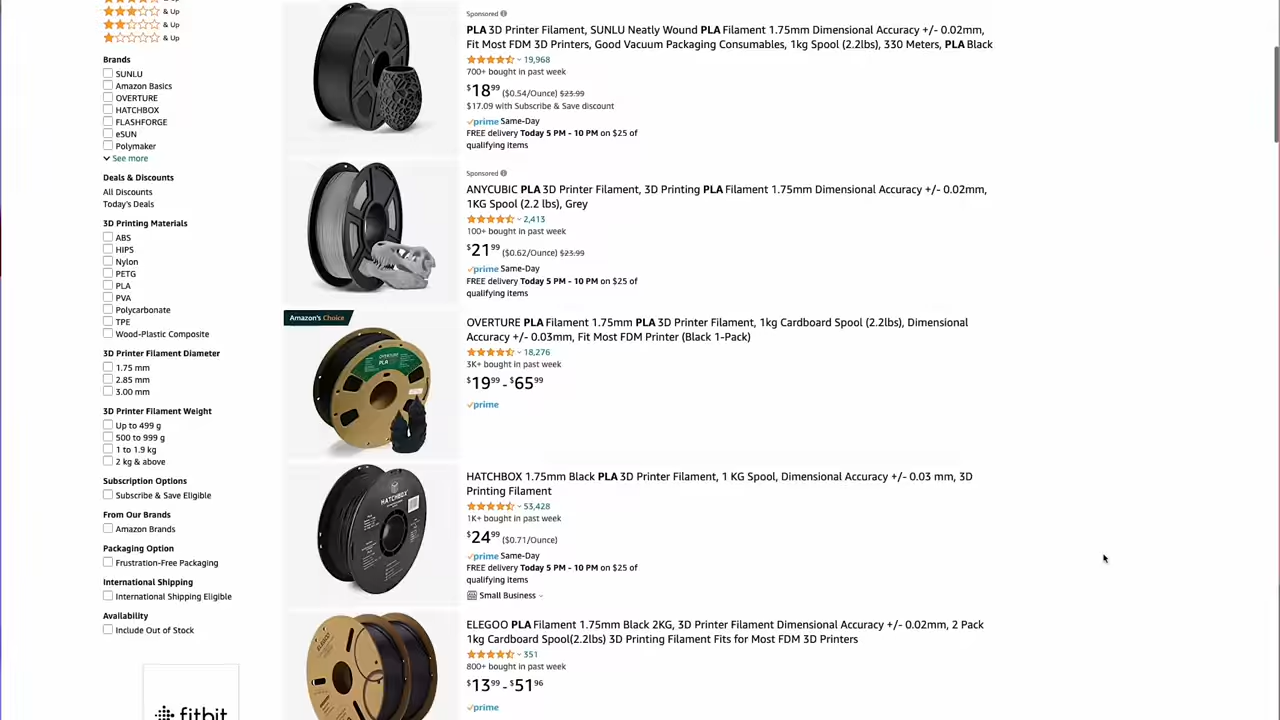 & Up
& Up
& Up
Brands
SUNLU
Amazon Basics
OVERTURE
HATCHBOX
FLASHFORGE
eSUN
Polymaker
See more
Deals & Discounts
All Discounts
Today's Deals
3D Printing Materials
ABS
HIPS
Nylon
PETG
PLA
PVA
Polycarbonate
TPE
Wood-Plastic Composite
3D Printer Filament Diameter
1.75 mm
2.85 mm
3.00 mm
3D Printer Filament Weight
Up to 499 g
500 to 999 g
1 to 1.9 kg
2 kg & above
Subscription Options
Subscribe & Save Eligible
From Our Brands
Amazon Brands
Packaging Option
Frustration-Free Packaging
International Shipping
International Shipping Eligible
Availability
Include Out of Stock
fitbit
Sponsored
PLA 3D Printer Filament, SUNLU Neatly Wound PLA Filament 1.75mm Dimensional Accuracy +/- 0.02mm,
Fit Most FDM 3D Printers, Good Vacuum Packaging Consumables, 1kg Spool (2.2lbs), 330 Meters, PLA Black
19,968
700+ bought in past week
$18.99 ($0.54/Ounce) $23.99
$17.09 with Subscribe & Save discount
prime Same-Day
FREE delivery Today 5 PM - 10 PM on $25 of
qualifying items
Sponsored
ANYCUBIC PLA 3D Printer Filament, 3D Printing PLA Filament 1.75mm Dimensional Accuracy +/- 0.02mm,
1KG Spool (2.2 lbs), Grey
2,413
100+ bought in past week
$21.99 ($0.62/Ounce) $23.99
prime Same-Day
FREE delivery Today 5 PM - 10 PM on $25 of
qualifying items
Amazon's Choice
OVERTURE
PLA
OVERTURE PLA Filament 1.75mm PLA 3D Printer Filament, 1kg Cardboard Spool (2.2lbs), Dimensional
Accuracy +/- 0.03mm, Fit Most FDM Printer (Black 1-Pack)
18,276
3K+ bought in past week
$19.99 - $65.99
prime
HATCHBOX
HATCHBOX 1.75mm Black PLA 3D Printer Filament, 1 KG Spool, Dimensional Accuracy +/- 0.03 mm, 3D
Printing Filament
53,428
1K+ bought in past week
$24.99 ($0.71/Ounce)
prime Same-Day
FREE delivery Today 5 PM - 10 PM on $25 of
qualifying items
Small Business
ELEGOO
ELEGOO PLA Filament 1.75mm Black 2KG, 3D Printer Filament Dimensional Accuracy +/- 0.02mm, 2 Pack
1kg Cardboard Spool(2.2lbs) 3D Printing Filament Fits for Most FDM 3D Printers
351
800+ bought in past week
$13.99 - $51.96
prime